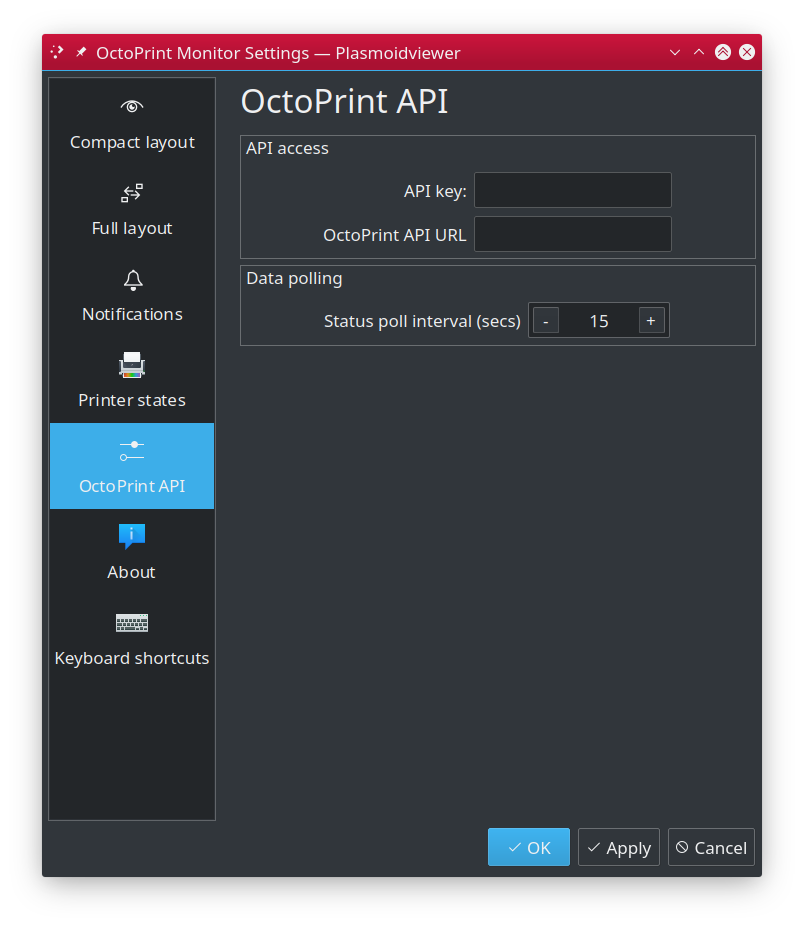 OctoPrint Monitor Settings — Plasmoidviewer
Compact layout
Full layout
Notifications
Printer states
OctoPrint API
About
Keyboard shortcuts
OctoPrint API
API access
API key:
OctoPrint API URL
Data polling
Status poll interval (secs) - 15 +
OK Apply Cancel